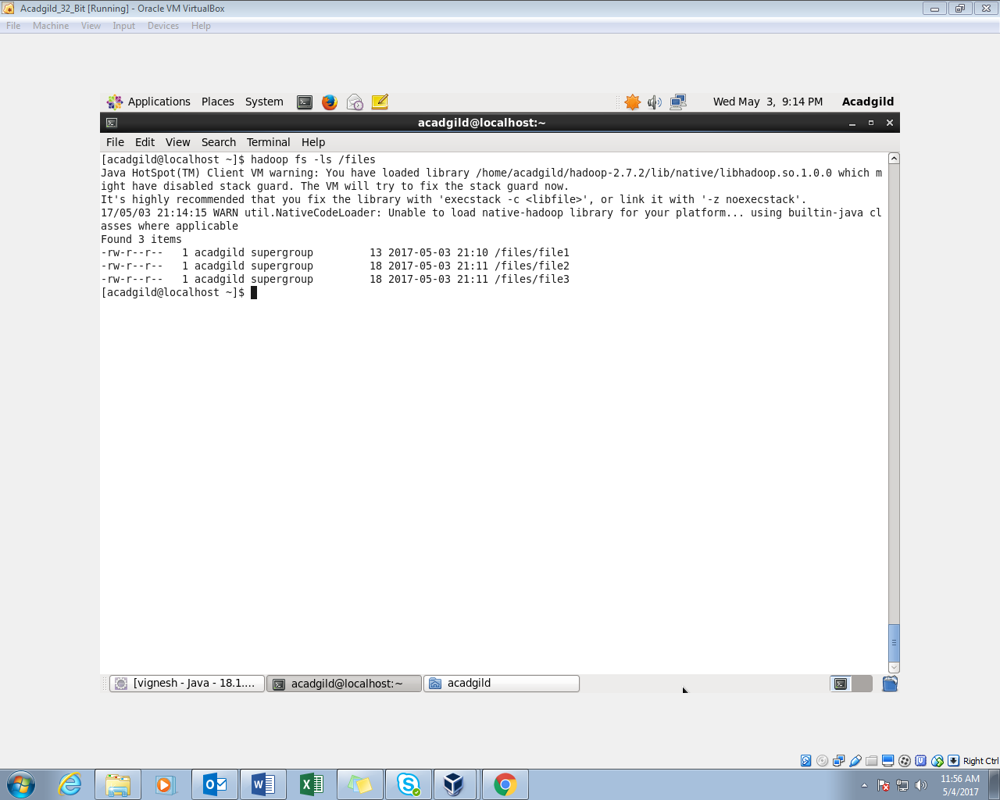 Acadgild_32_Bit [Running] - Oracle VM VirtualBox
File Machine View Input Devices Help
Applications Places System Wed May 3, 9:14 PM Acadgild
acadgild@localhost:~
File Edit View Search Terminal Help
[acadgild@localhost ~]$ hadoop fs -ls /files
Java HotSpot(TM) Client VM warning: You have loaded library /home/acadgild/hadoop-2.7.2/lib/native/libhadoop.so.1.0.0 which m
ight have disabled stack guard. The VM will try to fix the stack guard now.
It's highly recommended that you fix the library with 'execstack -c <libfile>', or link it with '-z noexecstack'.
17/05/03 21:14:15 WARN util.NativeCodeLoader: Unable to load native-hadoop library for your platform... using builtin-java cl
asses where applicable
Found 3 items
-rw-r--r--   1 acadgild supergroup         13 2017-05-03 21:10 /files/file1
-rw-r--r--   1 acadgild supergroup         18 2017-05-03 21:11 /files/file2
-rw-r--r--   1 acadgild supergroup         18 2017-05-03 21:11 /files/file3
[acadgild@localhost ~]$
[vignesh - Java - 18.1.... acadgild@localhost:~ acadgild
Right Ctrl
11:56 AM
5/4/2017